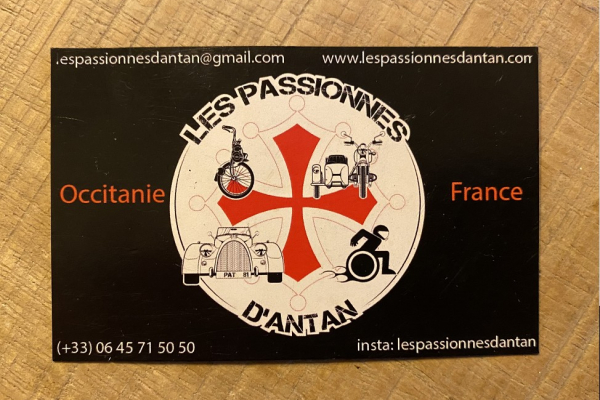 .espassionnesdantan@gmail.com
www.lespassionnesdantan.com
LES PASSIONNES
Occitanie
France
PAT 81
D'ANTAN
(+33) 06 45 71 50 50
insta: lespassionnesdantan